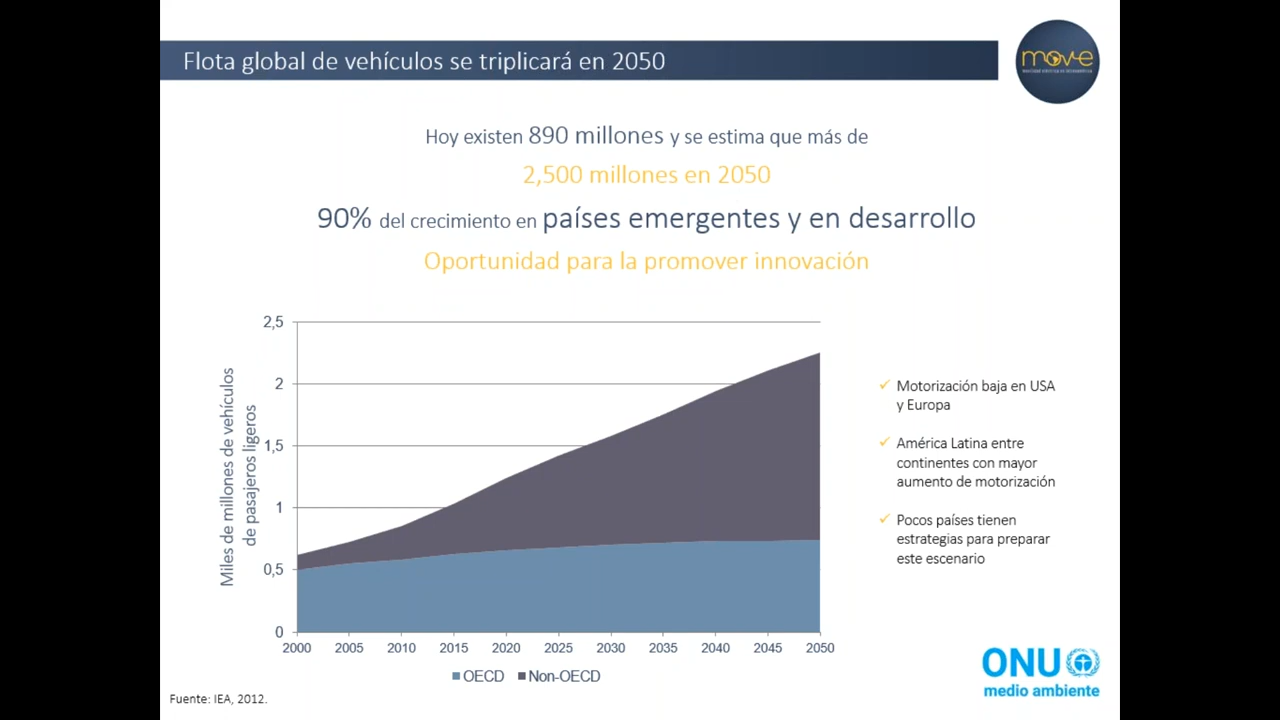 Flota global de vehículos se triplicará en 2050
move
movilidad eléctrica en latinoamérica
Hoy existen 890 millones y se estima que más de
2,500 millones en 2050
90% del crecimiento en países emergentes y en desarrollo
Oportunidad para la promover innovación
Miles de millones de vehículos
de pasajeros ligeros
2,5
2
1,5
1
0,5
0
2000 2005 2010 2015 2020 2025 2030 2035 2040 2045 2050
OECD Non-OECD
Motorización baja en USA
y Europa
América Latina entre
continentes con mayor
aumento de motorización
Pocos países tienen
estrategias para preparar
este escenario
ONU
medio ambiente
Fuente: IEA, 2012.